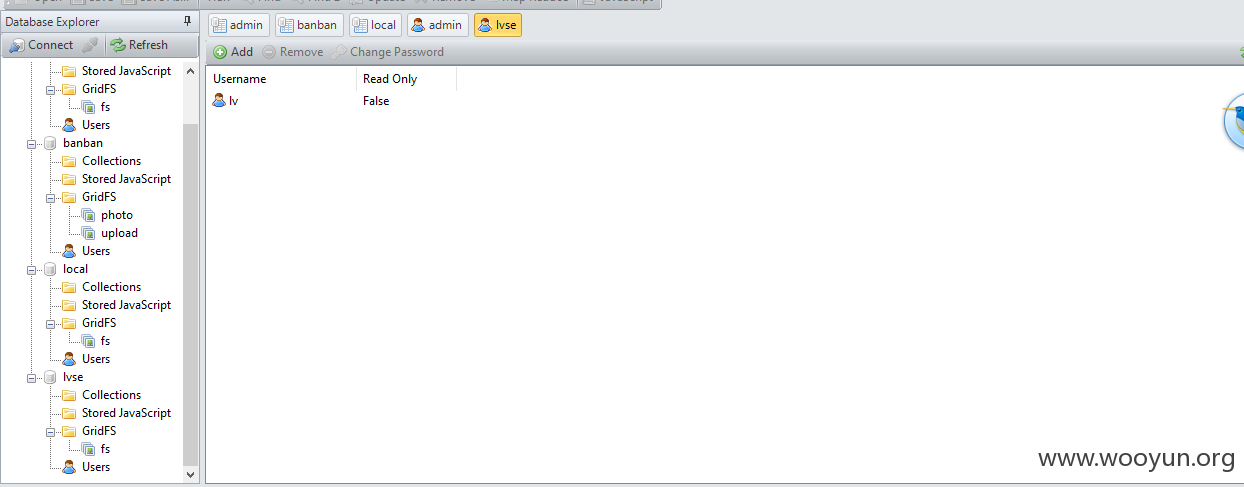 Database Explorer
Connect
Refresh
Stored JavaScript
GridFS
fs
Users
banban
Collections
Stored JavaScript
GridFS
photo
upload
Users
local
Collections
Stored JavaScript
GridFS
fs
Users
lvse
Collections
Stored JavaScript
GridFS
fs
Users
admin banban local admin lvse
Add Remove Change Password
Username Read Only
lv False
www.wooyun.org